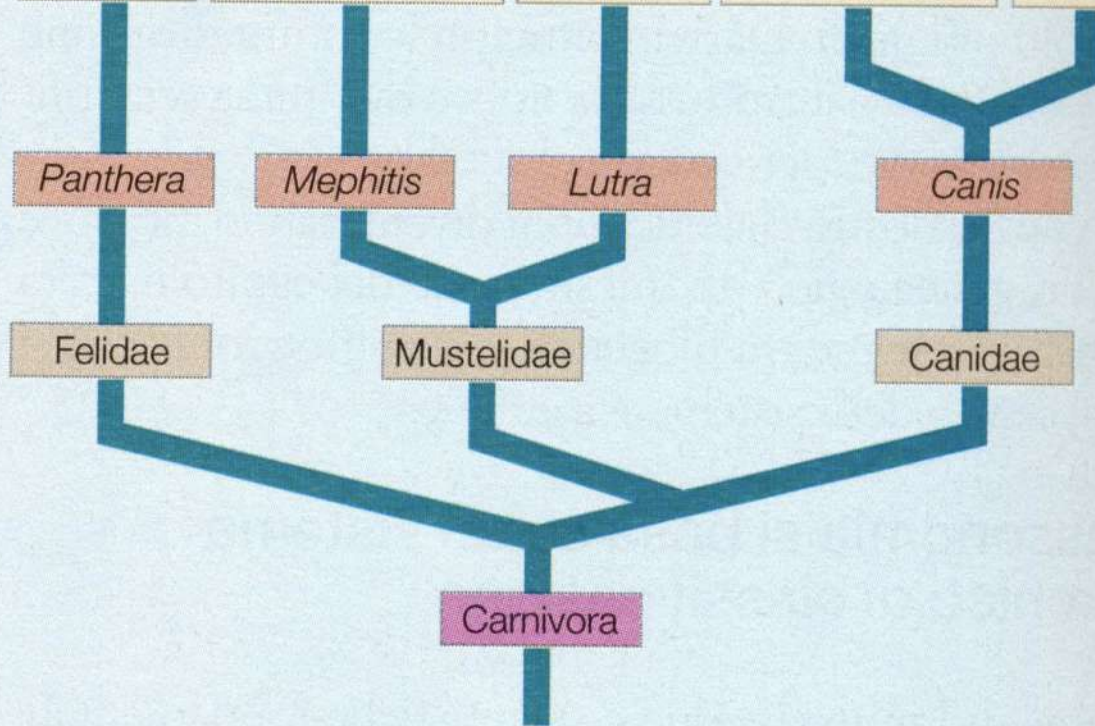 Panthera
Mephitis
Lutra
Canis
Felidae
Mustelidae
Canidae
Carnivora